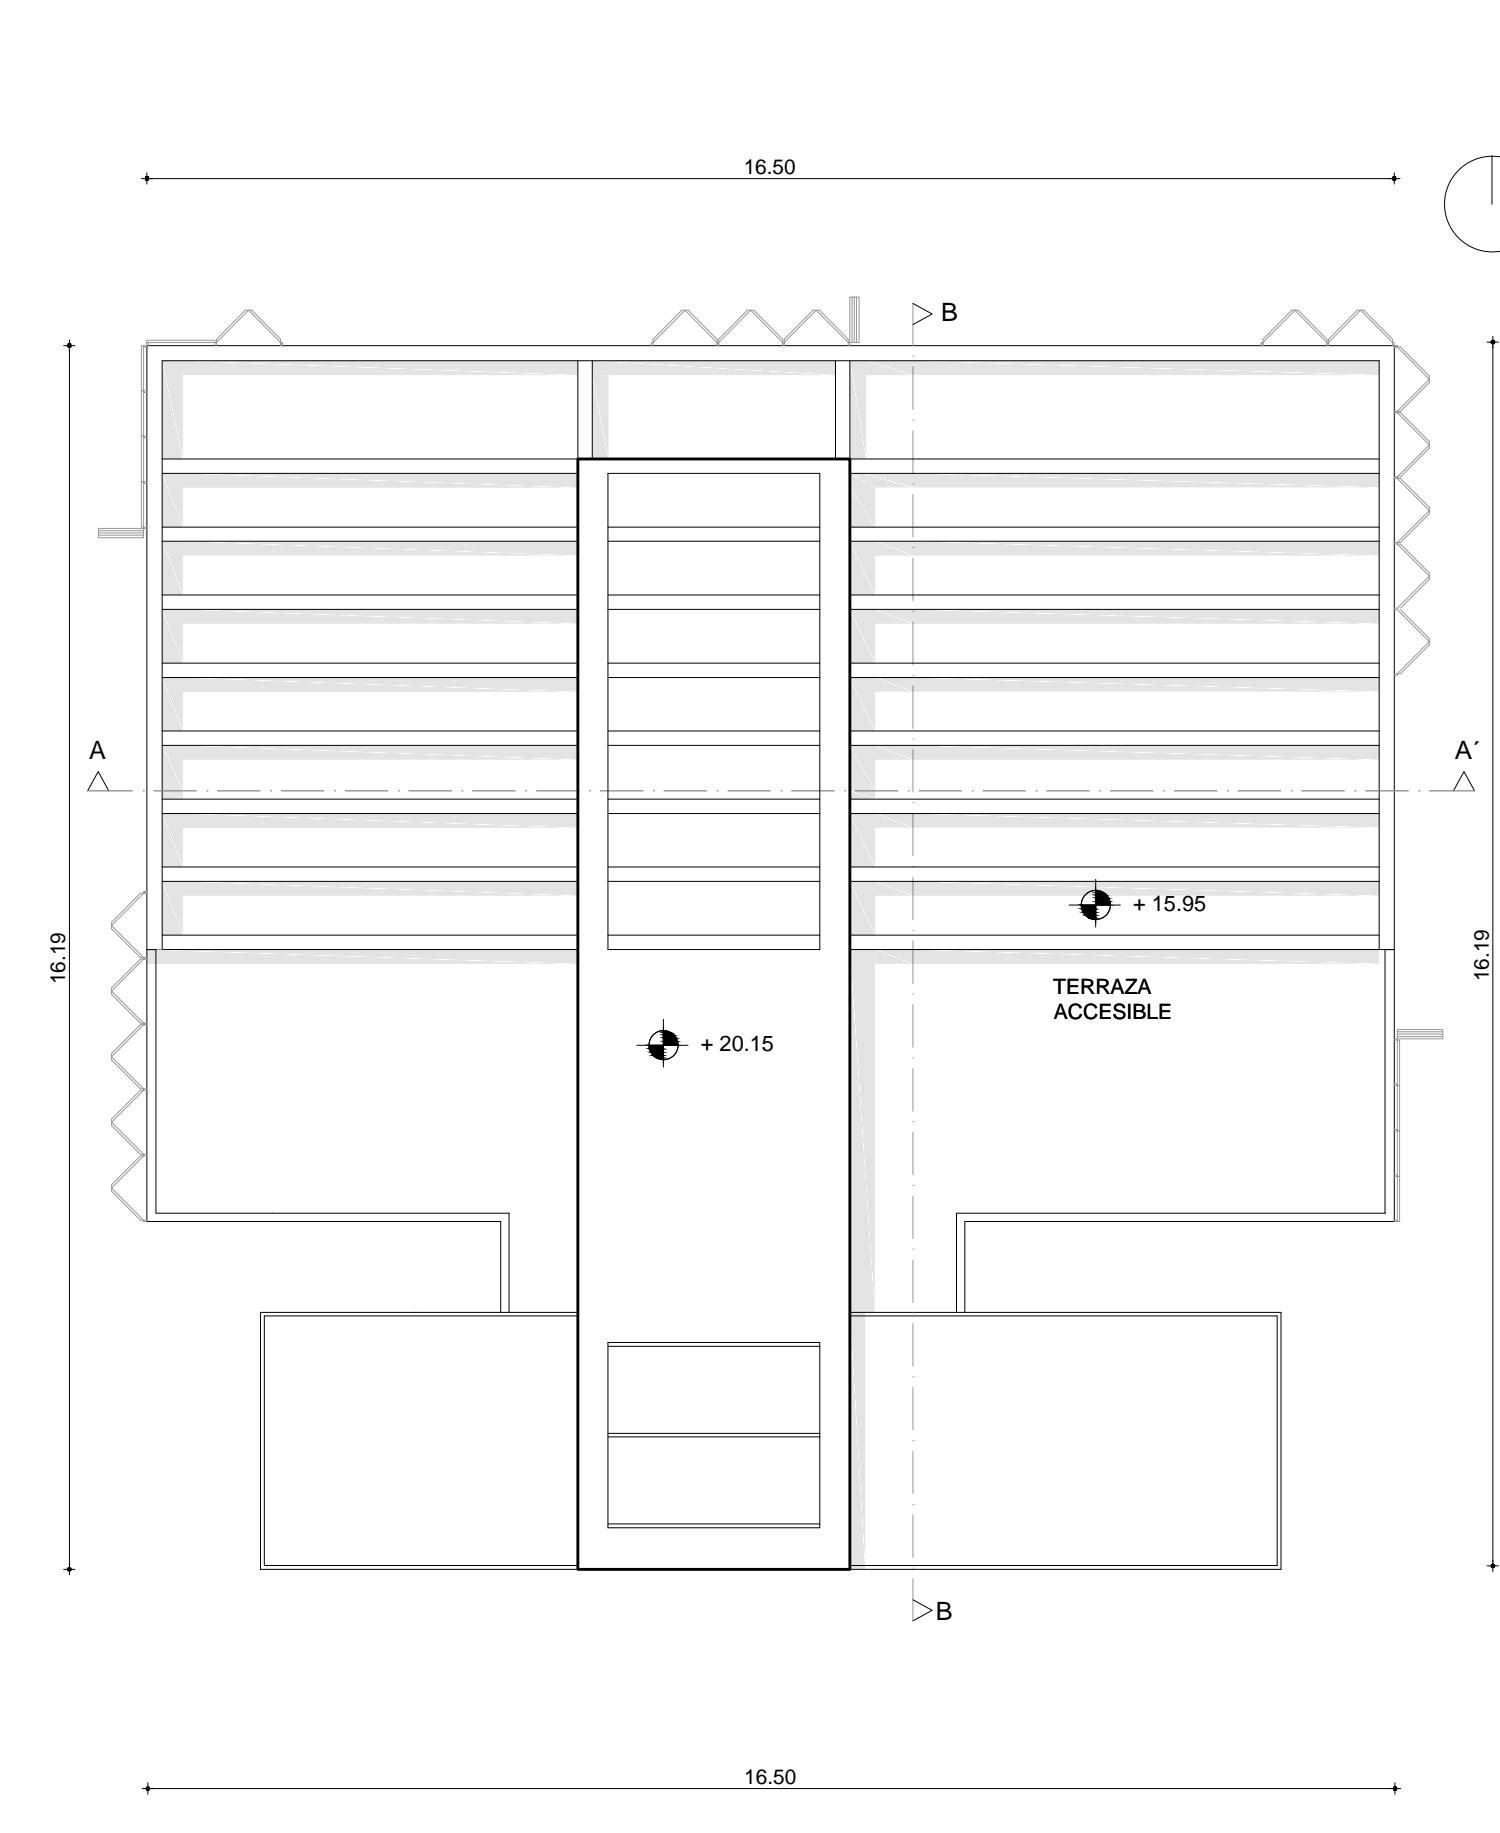 16.50
B
A
A´
+ 15.95
16.19
16.19
TERRAZA
ACCESIBLE
+ 20.15
B
16.50